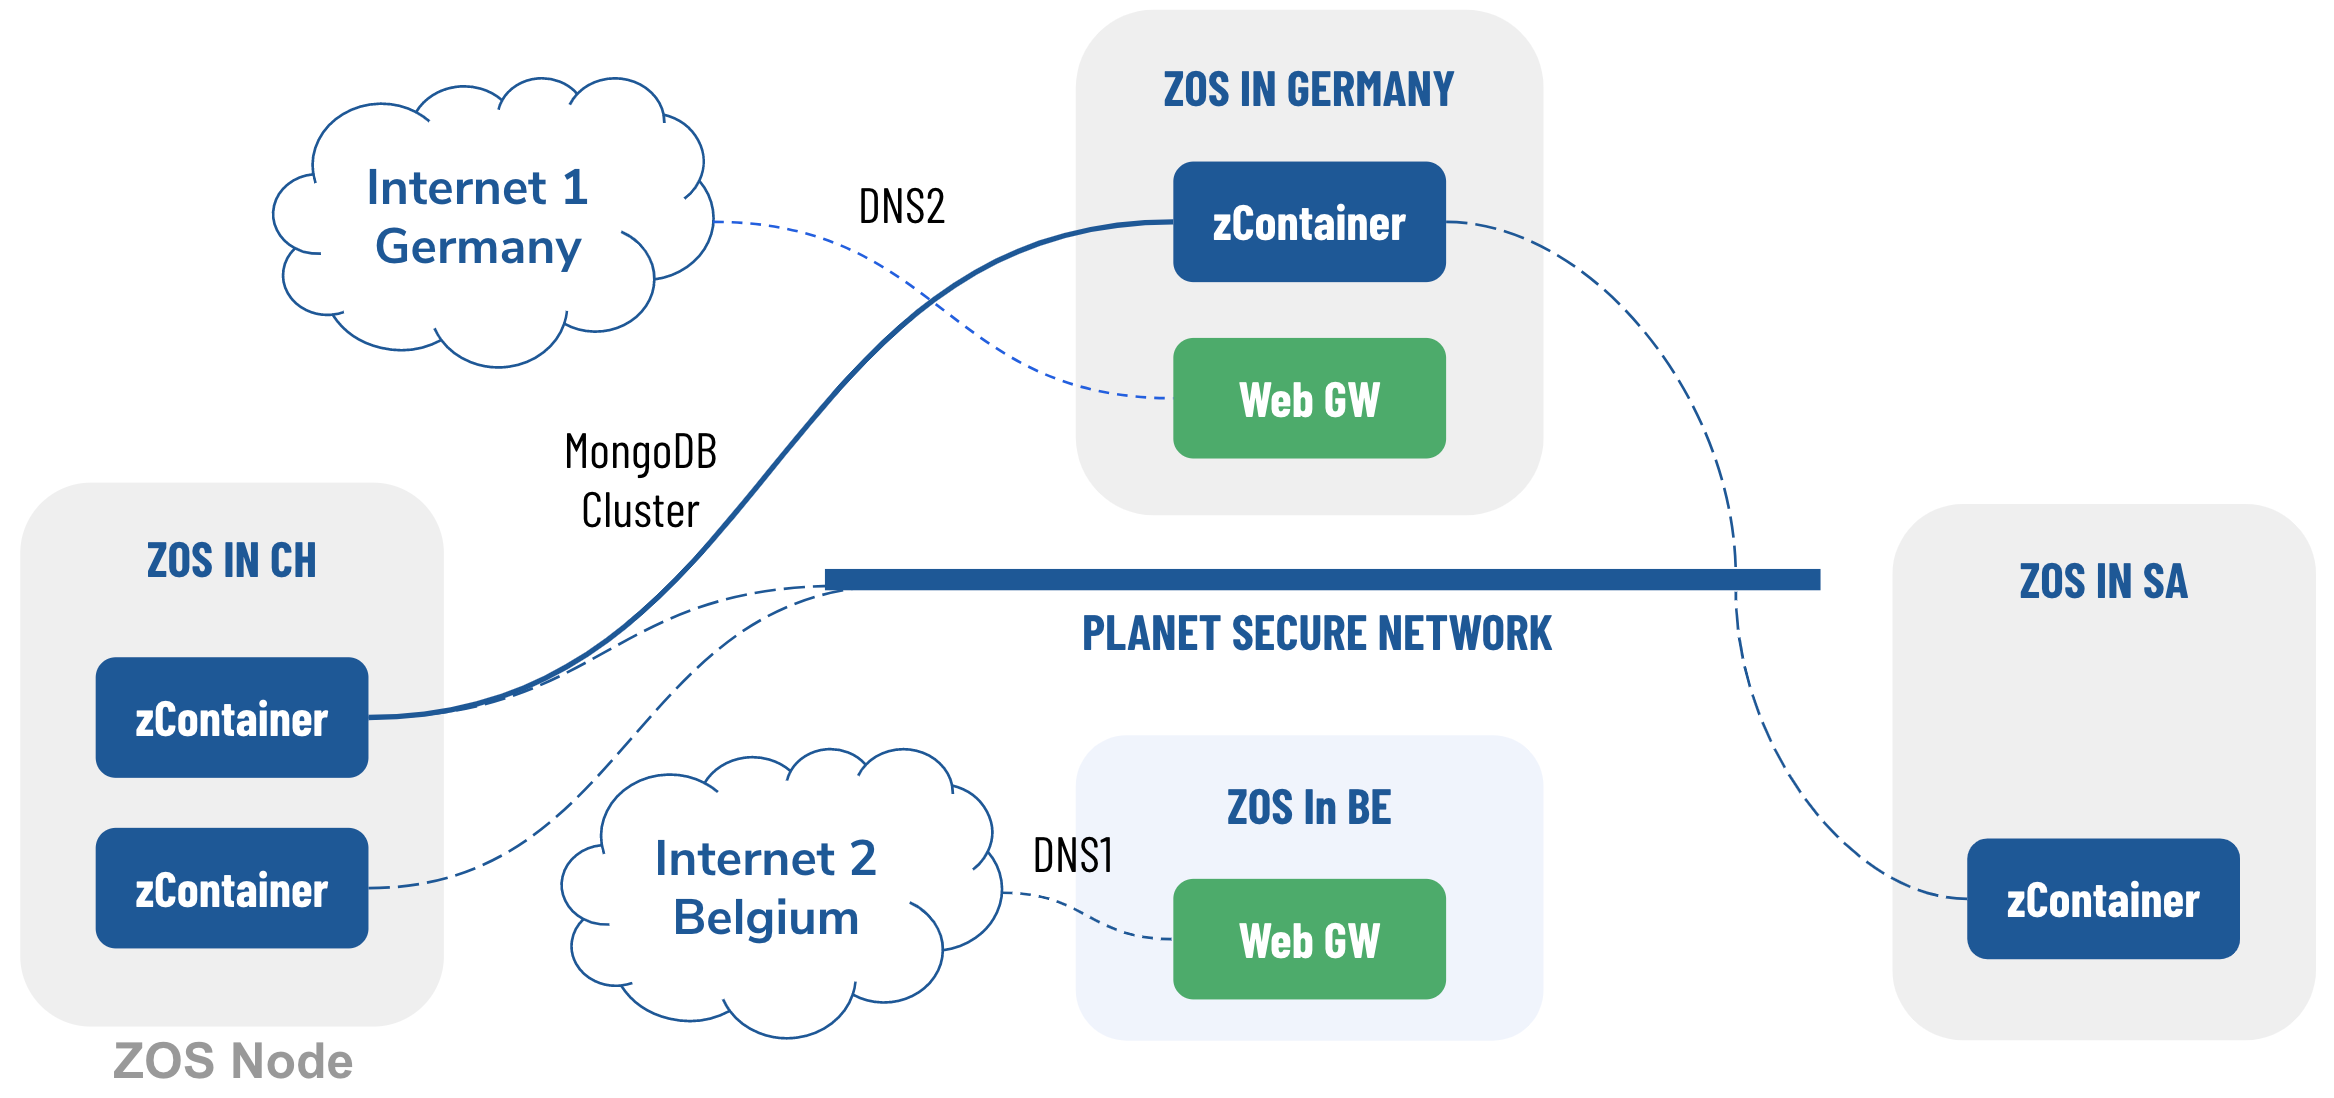 ZOS IN GERMANY
zContainer
Web GW
Internet 1
Germany
DNS2
MongoDB
Cluster
ZOS IN CH
zContainer
zContainer
ZOS Node
PLANET SECURE NETWORK
Internet 2
Belgium
DNS1
ZOS In BE
Web GW
ZOS IN SA
zContainer